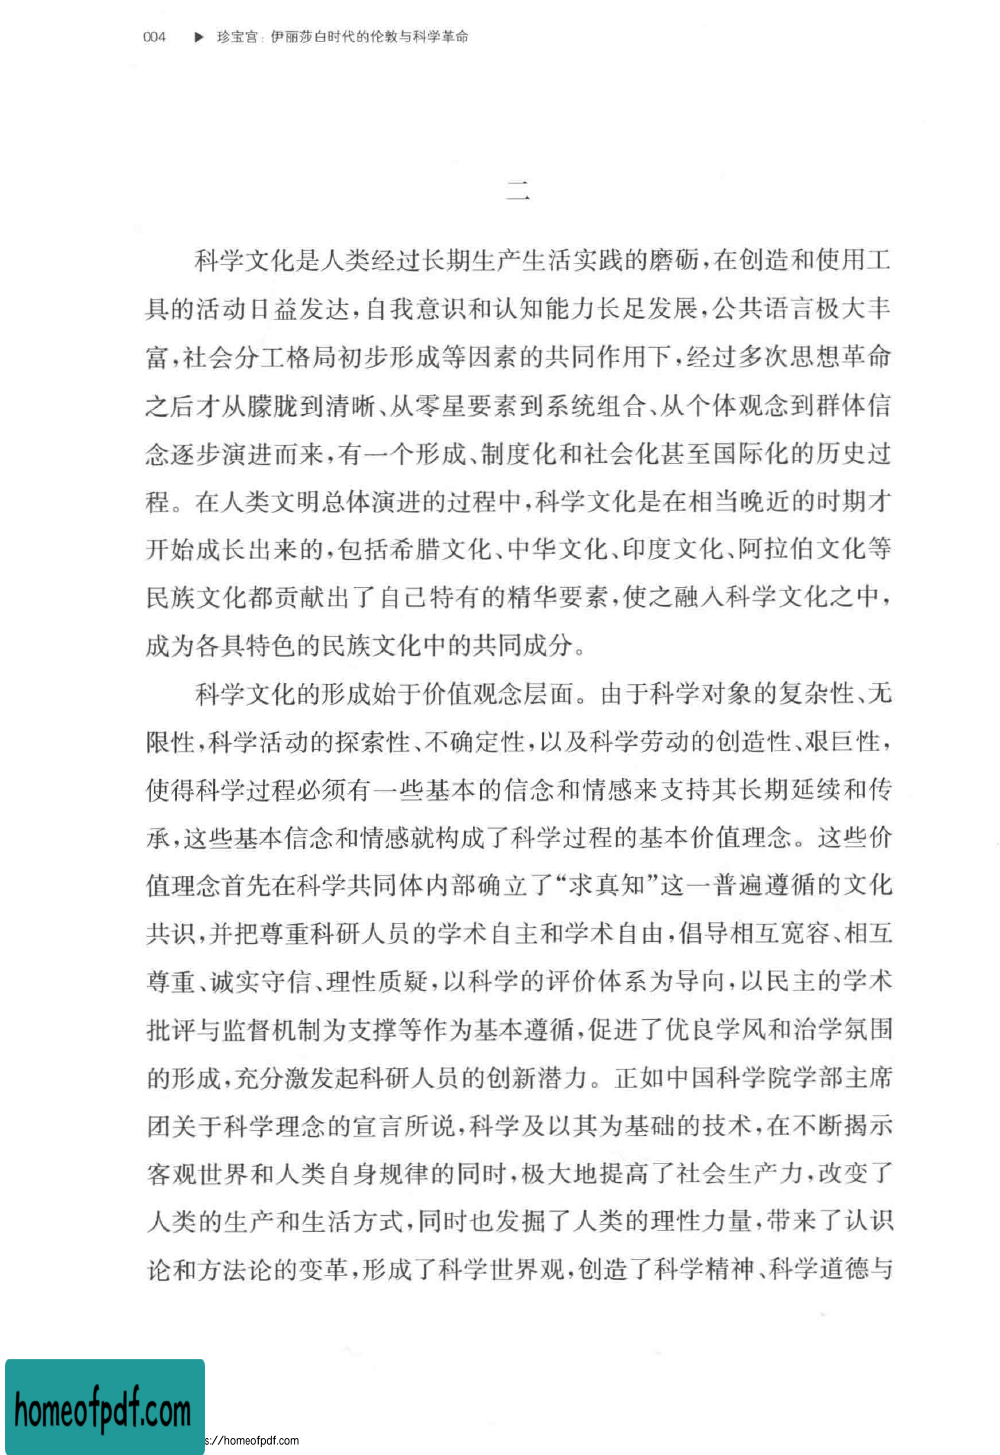 004 ▶ 珍宝宫：伊丽莎白时代的伦敦与科学革命
二
科学文化是人类经过长期生产生活实践的磨砺,在创造和使用工
具的活动日益发达,自我意识和认知能力长足发展,公共语言极大丰
富,社会分工格局初步形成等因素的共同作用下,经过多次思想革命
之后才从朦胧到清晰、从零星要素到系统组合、从个体观念到群体信
念逐步演进而来,有一个形成、制度化和社会化甚至国际化的历史过
程。在人类文明总体演进的过程中,科学文化是在相当晚近的时期才
开始成长出来的,包括希腊文化、中华文化、印度文化、阿拉伯文化等
民族文化都贡献出了自己特有的精华要素,使之融入科学文化之中,
成为各具特色的民族文化中的共同成分。
科学文化的形成始于价值观念层面。由于科学对象的复杂性、无
限性,科学活动的探索性、不确定性,以及科学劳动的创造性、艰巨性,
使得科学过程必须有一些基本的信念和情感来支持其长期延续和传
承,这些基本信念和情感就构成了科学过程的基本价值理念。这些价
值理念首先在科学共同体内部确立了“求真知”这一普遍遵循的文化
共识,并把尊重科研人员的学术自主和学术自由,倡导相互宽容、相互
尊重、诚实守信、理性质疑,以科学的评价体系为导向,以民主的学术
批评与监督机制为支撑等作为基本遵循,促进了优良学风和治学氛围
的形成,充分激发起科研人员的创新潜力。正如中国科学院学部主席
团关于科学理念的宣言所说,科学及以其为基础的技术,在不断揭示
客观世界和人类自身规律的同时,极大地提高了社会生产力,改变了
人类的生产和生活方式,同时也发掘了人类的理性力量,带来了认识
论和方法论的变革,形成了科学世界观,创造了科学精神、科学道德与
homeofpdf.com
s://homeofpdf.com